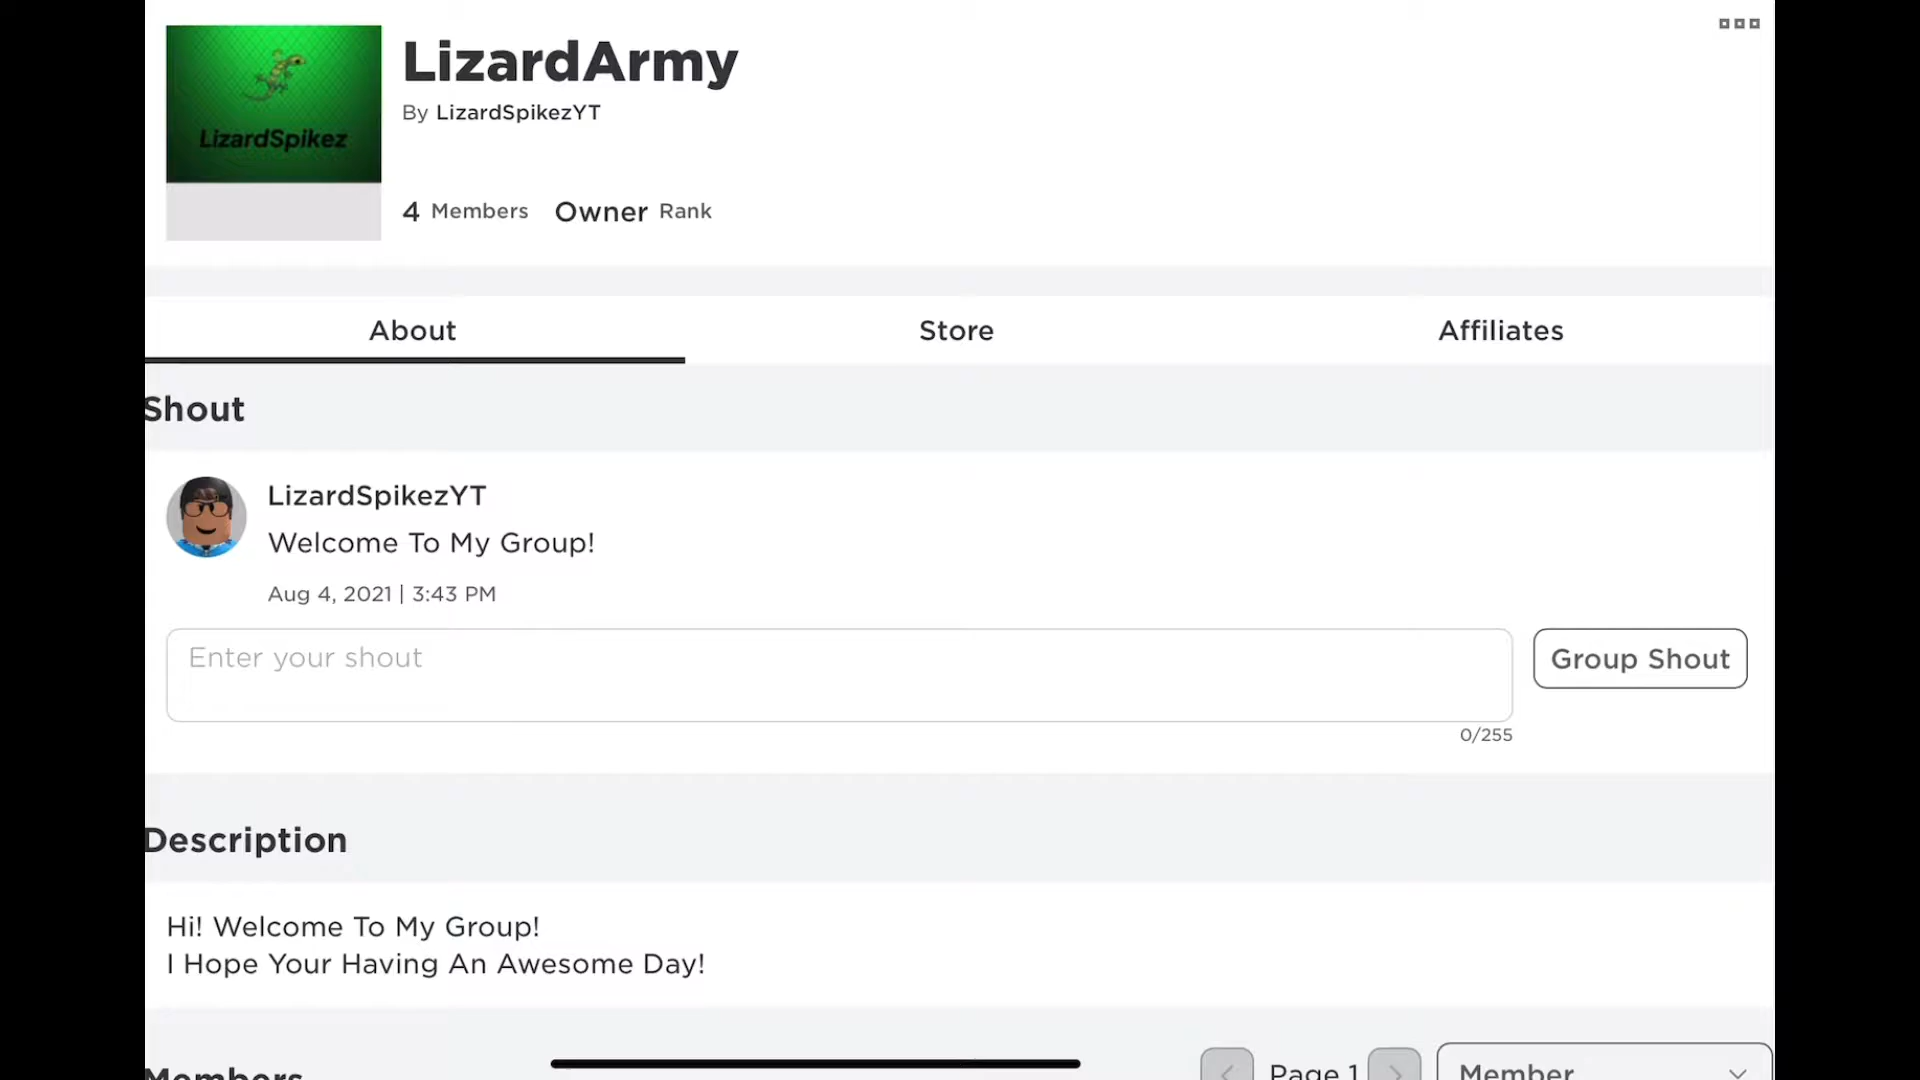 LizardSpikez
LizardArmy
By LizardSpikezYT
4 Members Owner Rank
About Store Affiliates
Shout
LizardSpikezYT
Welcome To My Group!
Aug 4, 2021 | 3:43 PM
Enter your shout
Group Shout
0/255
Description
Hi! Welcome To My Group!
I Hope Your Having An Awesome Day!
Members
Page 1
Member